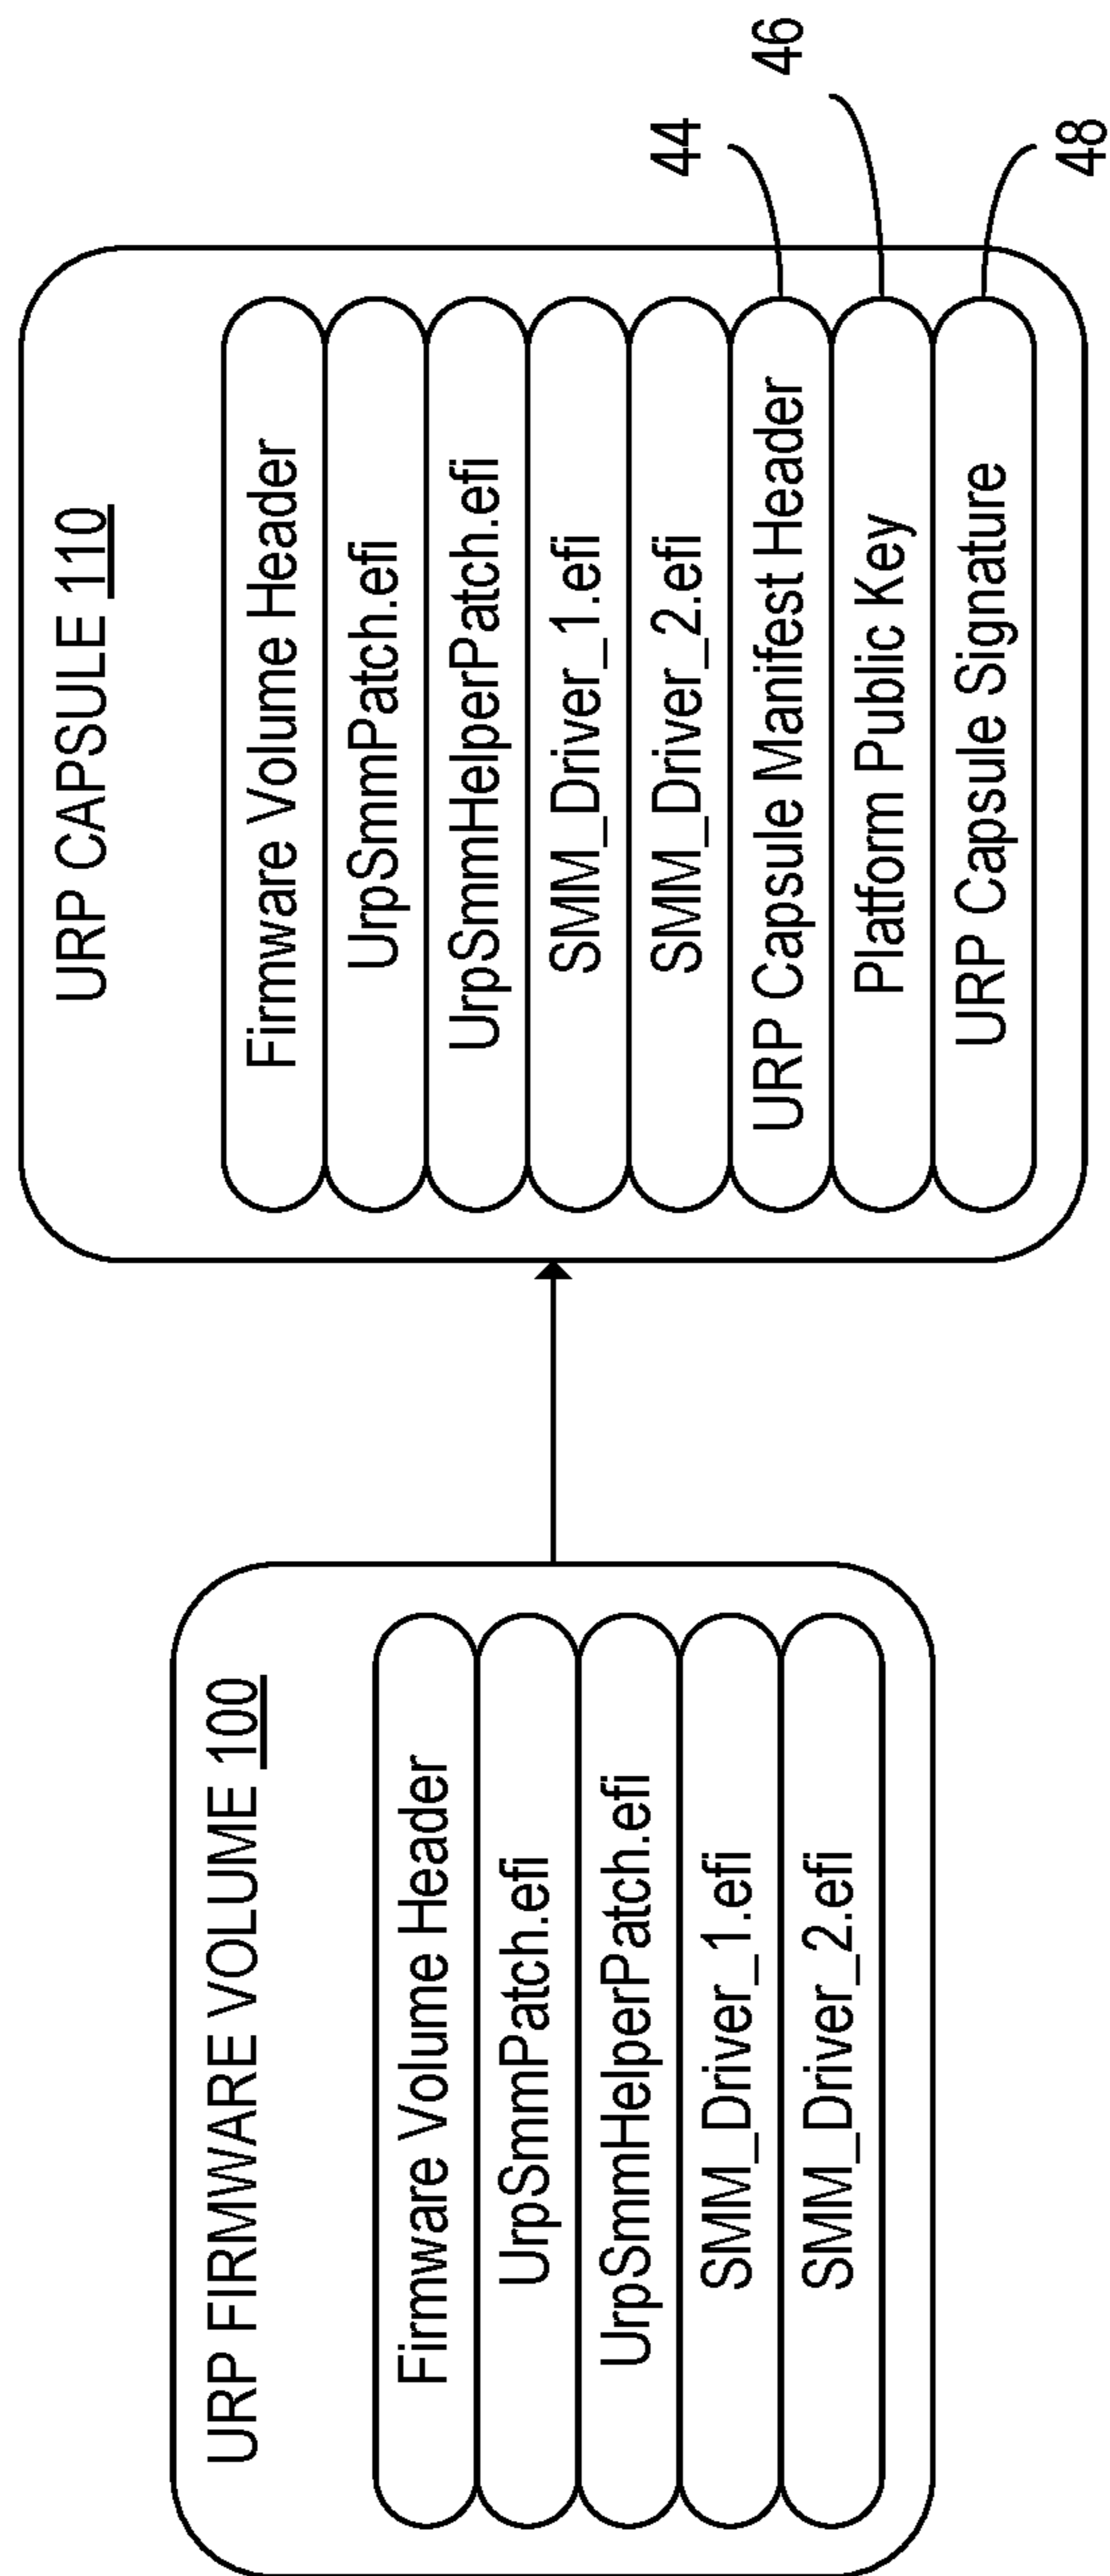 URP FIRMWARE VOLUME 100
Firmware Volume Header
UrpSmmPatch.efi
UrpSmmHelperPatch.efi
SMM_Driver_1.efi
SMM_Driver_2.efi
URP CAPSULE 110
Firmware Volume Header
UrpSmmPatch.efi
UrpSmmHelperPatch.efi
SMM_Driver_1.efi
SMM_Driver_2.efi
URP Capsule Manifest Header
44
Platform Public Key
46
URP Capsule Signature
48